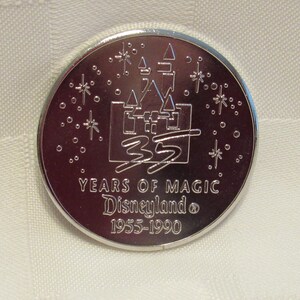 35
YEARS OF MAGIC
Disneyland®
1955-1990